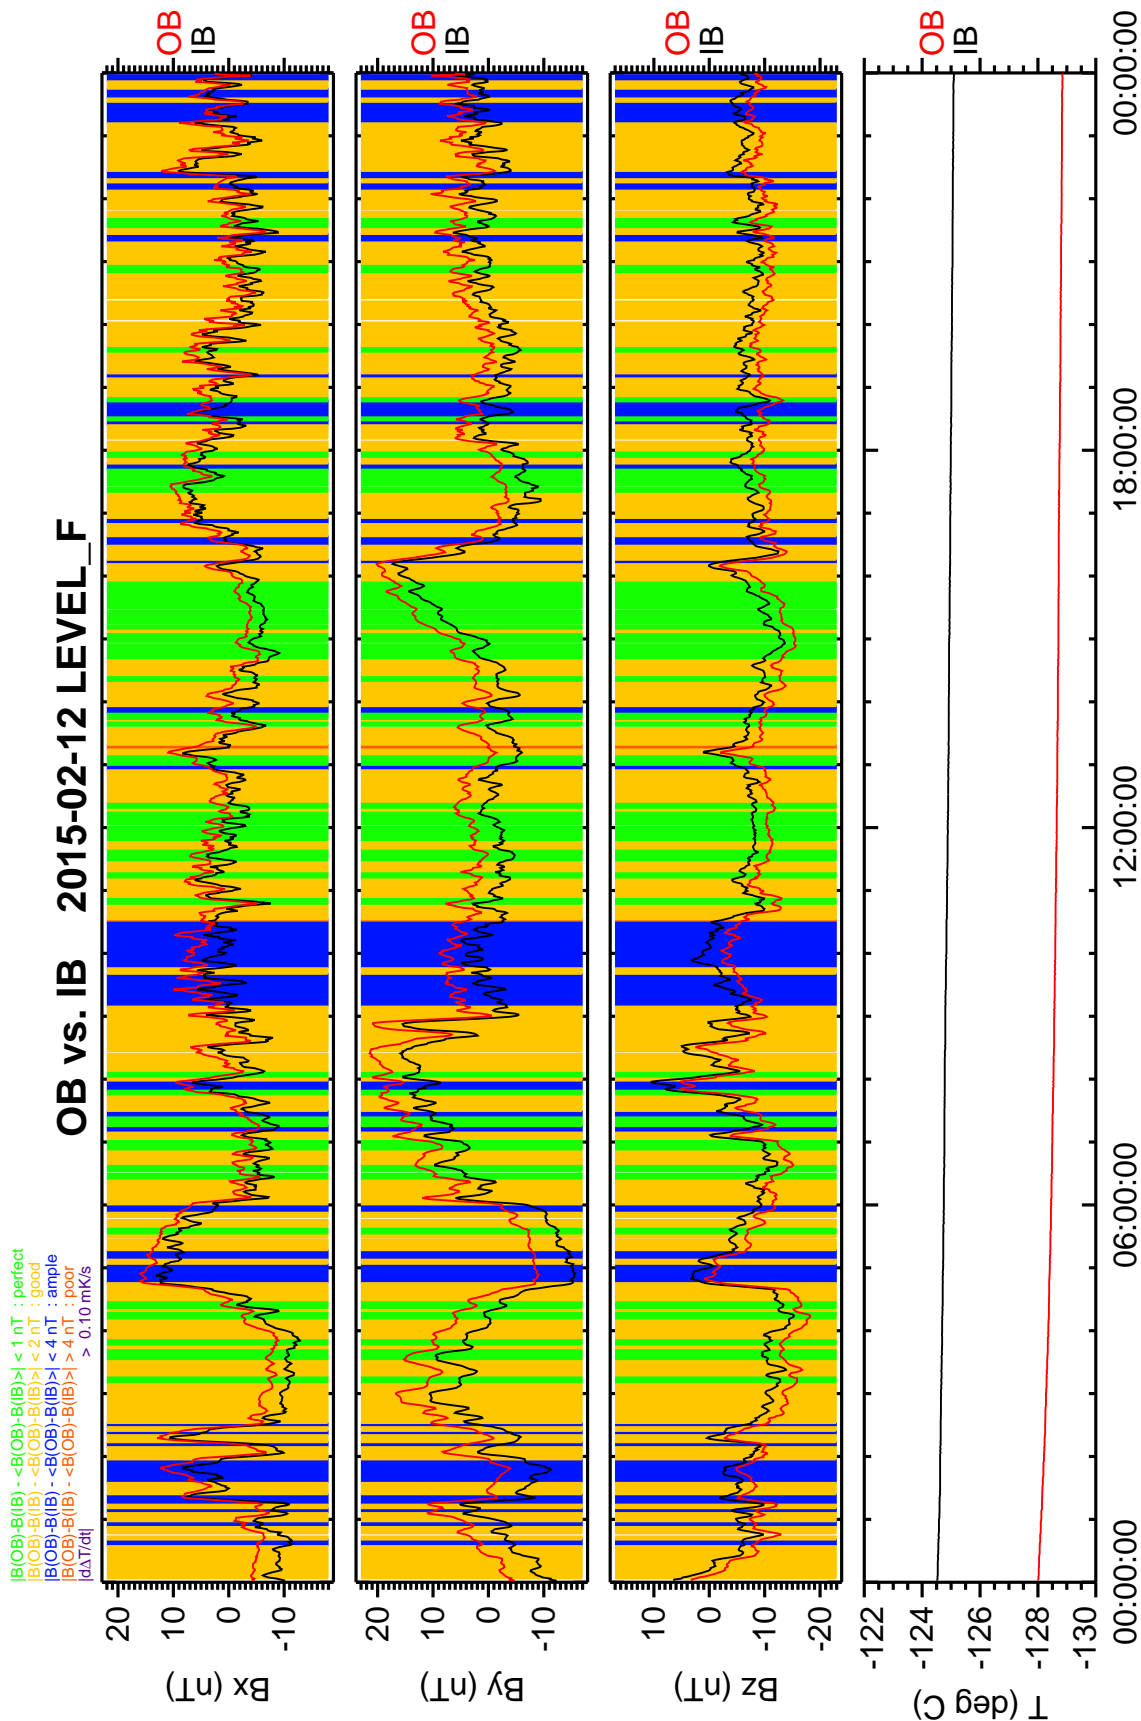 OB vs. IB 2015-02-12 LEVEL_F
|B(OB)-B(IB) - <B(OB)-B(IB)>| < 1 nT : perfect
|B(OB)-B(IB) - <B(OB)-B(IB)>| < 2 nT : good
|B(OB)-B(IB) - <B(OB)-B(IB)>| < 4 nT : ample
|B(OB)-B(IB) - <B(OB)-B(IB)>| > 4 nT : poor
|dΔT/dt| > 0.10 mK/s
Bx (nT)
20
10
0
-10
OB
IB
By (nT)
20
10
0
-10
OB
IB
Bz (nT)
10
0
-10
-20
OB
IB
T (deg C)
-122
-124
-126
-128
-130
OB
IB
00:00:00
06:00:00
12:00:00
18:00:00
00:00:00